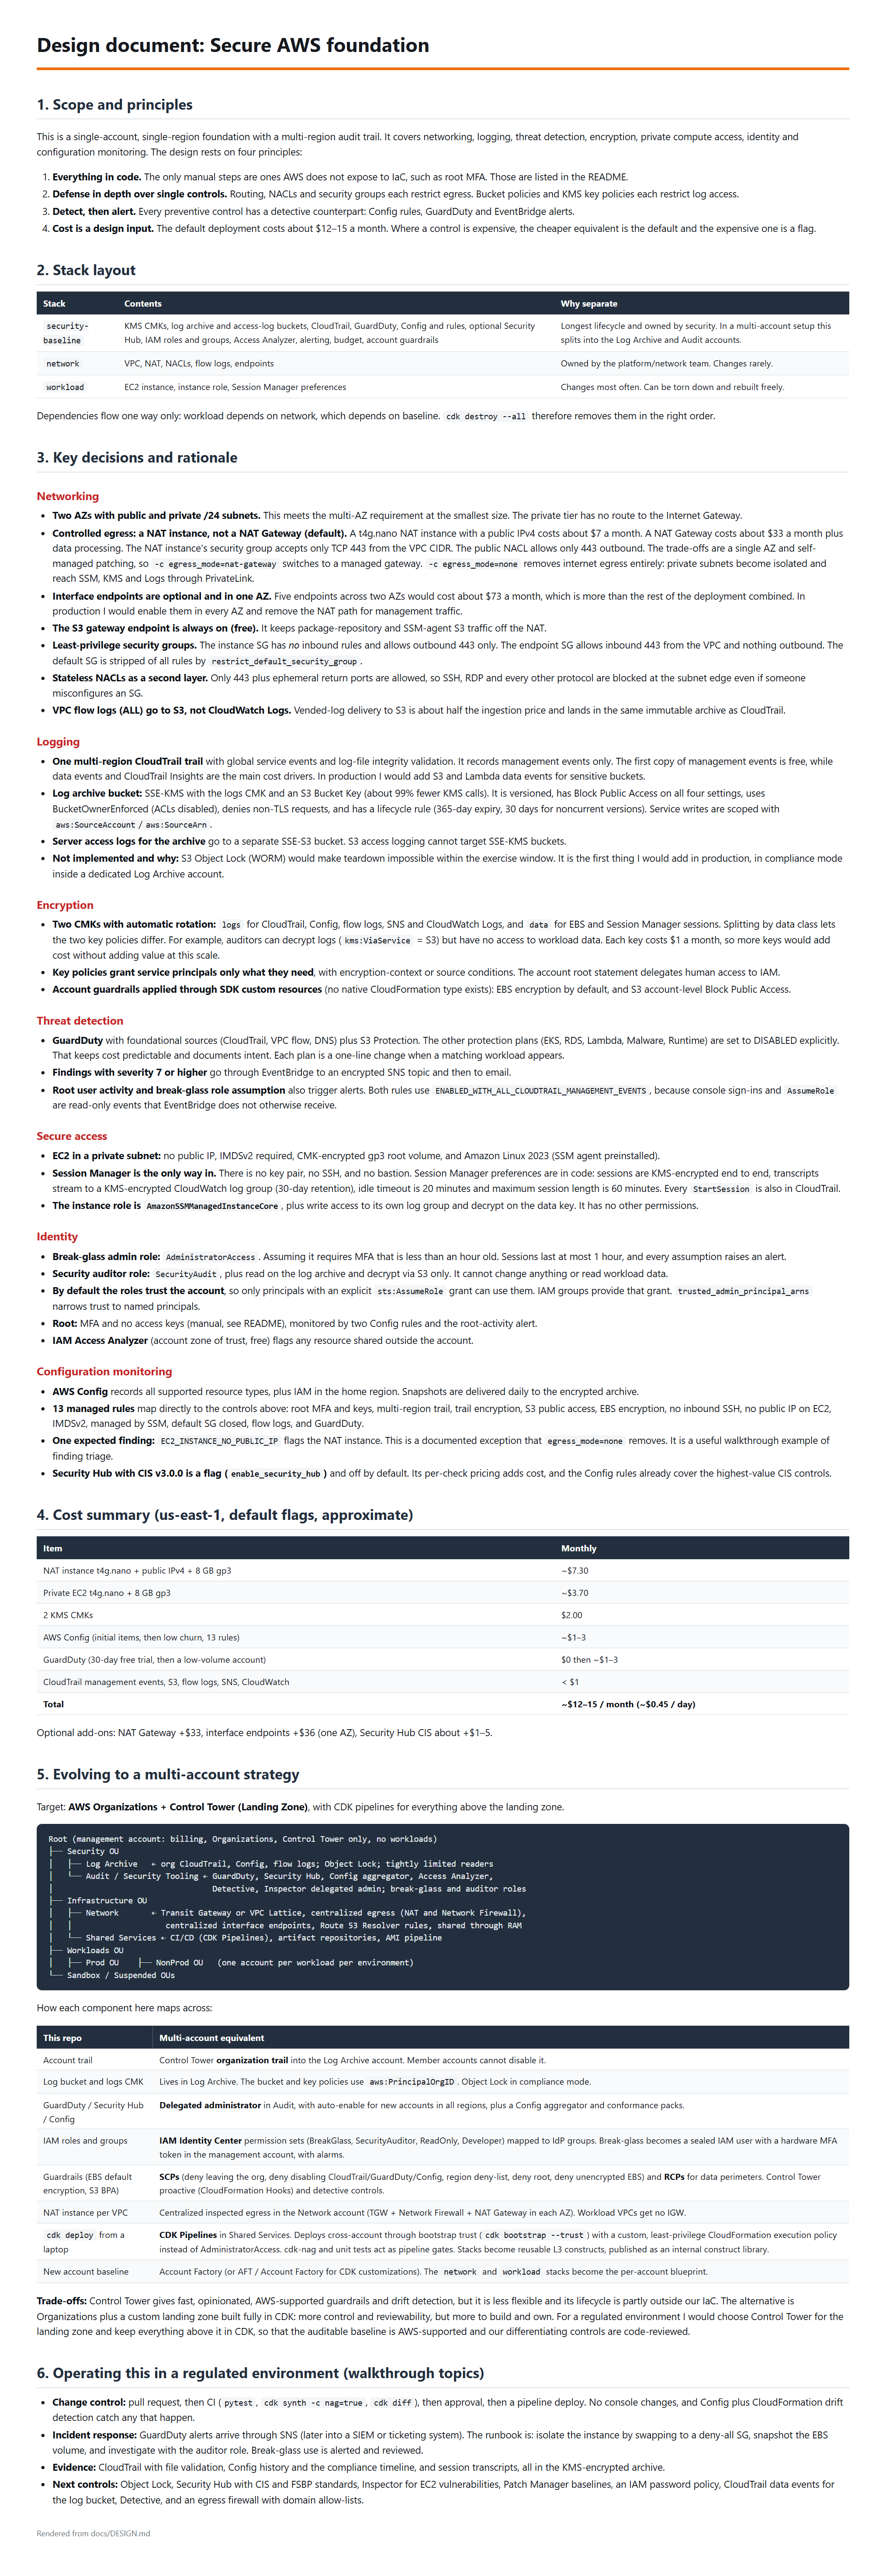 Design document: Secure AWS foundation
1. Scope and principles
This is a single-account, single-region foundation with a multi-region audit trail. It covers networking, logging, threat detection, encryption, private compute access, identity and
configuration monitoring. The design rests on four principles:
1. Everything in code. The only manual steps are ones AWS does not expose to IaC, such as root MFA. Those are listed in the README.
2. Defense in depth over single controls. Routing, NACLs and security groups each restrict egress. Bucket policies and KMS key policies each restrict log access.
3. Detect, then alert. Every preventive control has a detective counterpart: Config rules, GuardDuty and EventBridge alerts.
4. Cost is a design input. The default deployment costs about $12–15 a month. Where a control is expensive, the cheaper equivalent is the default and the expensive one is a flag.
2. Stack layout
Stack Contents Why separate
security- KMS CMKs, log archive and access-log buckets, CloudTrail, GuardDuty, Config and rules, optional Security Longest lifecycle and owned by security. In a multi-account setup this
baseline Hub, IAM roles and groups, Access Analyzer, alerting, budget, account guardrails splits into the Log Archive and Audit accounts.
network VPC, NAT, NACLs, flow logs, endpoints Owned by the platform/network team. Changes rarely.
workload EC2 instance, instance role, Session Manager preferences Changes most often. Can be torn down and rebuilt freely.
Dependencies flow one way only: workload depends on network, which depends on baseline. cdk destroy --all therefore removes them in the right order.
3. Key decisions and rationale
Networking
• Two AZs with public and private /24 subnets. This meets the multi-AZ requirement at the smallest size. The private tier has no route to the Internet Gateway.
• Controlled egress: a NAT instance, not a NAT Gateway (default). A t4g.nano NAT instance with a public IPv4 costs about $7 a month. A NAT Gateway costs about $33 a month plus
data processing. The NAT instance's security group accepts only TCP 443 from the VPC CIDR. The public NACL allows only 443 outbound. The trade-offs are a single AZ and self-
managed patching, so -c egress_mode=nat-gateway switches to a managed gateway. -c egress_mode=none removes internet egress entirely: private subnets become isolated and
reach SSM, KMS and Logs through PrivateLink.
• Interface endpoints are optional and in one AZ. Five endpoints across two AZs would cost about $73 a month, which is more than the rest of the deployment combined. In
production I would enable them in every AZ and remove the NAT path for management traffic.
• The S3 gateway endpoint is always on (free). It keeps package-repository and SSM-agent S3 traffic off the NAT.
• Least-privilege security groups. The instance SG has no inbound rules and allows outbound 443 only. The endpoint SG allows inbound 443 from the VPC and nothing outbound. The
default SG is stripped of all rules by restrict_default_security_group .
• Stateless NACLs as a second layer. Only 443 plus ephemeral return ports are allowed, so SSH, RDP and every other protocol are blocked at the subnet edge even if someone
misconfigures an SG.
• VPC flow logs (ALL) go to S3, not CloudWatch Logs. Vended-log delivery to S3 is about half the ingestion price and lands in the same immutable archive as CloudTrail.
Logging
• One multi-region CloudTrail trail with global service events and log-file integrity validation. It records management events only. The first copy of management events is free, while
data events and CloudTrail Insights are the main cost drivers. In production I would add S3 and Lambda data events for sensitive buckets.
• Log archive bucket: SSE-KMS with the logs CMK and an S3 Bucket Key (about 99% fewer KMS calls). It is versioned, has Block Public Access on all four settings, uses
BucketOwnerEnforced (ACLs disabled), denies non-TLS requests, and has a lifecycle rule (365-day expiry, 30 days for noncurrent versions). Service writes are scoped with
aws:SourceAccount / aws:SourceArn .
• Server access logs for the archive go to a separate SSE-S3 bucket. S3 access logging cannot target SSE-KMS buckets.
• Not implemented and why: S3 Object Lock (WORM) would make teardown impossible within the exercise window. It is the first thing I would add in production, in compliance mode
inside a dedicated Log Archive account.
Encryption
• Two CMKs with automatic rotation: logs for CloudTrail, Config, flow logs, SNS and CloudWatch Logs, and data for EBS and Session Manager sessions. Splitting by data class lets
the two key policies differ. For example, auditors can decrypt logs ( kms:ViaService = S3) but have no access to workload data. Each key costs $1 a month, so more keys would add
cost without adding value at this scale.
• Key policies grant service principals only what they need, with encryption-context or source conditions. The account root statement delegates human access to IAM.
• Account guardrails applied through SDK custom resources (no native CloudFormation type exists): EBS encryption by default, and S3 account-level Block Public Access.
Threat detection
• GuardDuty with foundational sources (CloudTrail, VPC flow, DNS) plus S3 Protection. The other protection plans (EKS, RDS, Lambda, Malware, Runtime) are set to DISABLED explicitly.
That keeps cost predictable and documents intent. Each plan is a one-line change when a matching workload appears.
• Findings with severity 7 or higher go through EventBridge to an encrypted SNS topic and then to email.
• Root user activity and break-glass role assumption also trigger alerts. Both rules use ENABLED_WITH_ALL_CLOUDTRAIL_MANAGEMENT_EVENTS , because console sign-ins and AssumeRole
are read-only events that EventBridge does not otherwise receive.
Secure access
• EC2 in a private subnet: no public IP, IMDSv2 required, CMK-encrypted gp3 root volume, and Amazon Linux 2023 (SSM agent preinstalled).
• Session Manager is the only way in. There is no key pair, no SSH, and no bastion. Session Manager preferences are in code: sessions are KMS-encrypted end to end, transcripts
stream to a KMS-encrypted CloudWatch log group (30-day retention), idle timeout is 20 minutes and maximum session length is 60 minutes. Every StartSession is also in CloudTrail.
• The instance role is AmazonSSMManagedInstanceCore , plus write access to its own log group and decrypt on the data key. It has no other permissions.
Identity
• Break-glass admin role: AdministratorAccess . Assuming it requires MFA that is less than an hour old. Sessions last at most 1 hour, and every assumption raises an alert.
• Security auditor role: SecurityAudit , plus read on the log archive and decrypt via S3 only. It cannot change anything or read workload data.
• By default the roles trust the account, so only principals with an explicit sts:AssumeRole grant can use them. IAM groups provide that grant. trusted_admin_principal_arns
narrows trust to named principals.
• Root: MFA and no access keys (manual, see README), monitored by two Config rules and the root-activity alert.
• IAM Access Analyzer (account zone of trust, free) flags any resource shared outside the account.
Configuration monitoring
• AWS Config records all supported resource types, plus IAM in the home region. Snapshots are delivered daily to the encrypted archive.
• 13 managed rules map directly to the controls above: root MFA and keys, multi-region trail, trail encryption, S3 public access, EBS encryption, no inbound SSH, no public IP on EC2,
IMDSv2, managed by SSM, default SG closed, flow logs, and GuardDuty.
• One expected finding: EC2_INSTANCE_NO_PUBLIC_IP flags the NAT instance. This is a documented exception that egress_mode=none removes. It is a useful walkthrough example of
finding triage.
• Security Hub with CIS v3.0.0 is a flag ( enable_security_hub ) and off by default. Its per-check pricing adds cost, and the Config rules already cover the highest-value CIS controls.
4. Cost summary (us-east-1, default flags, approximate)
Item Monthly
NAT instance t4g.nano + public IPv4 + 8 GB gp3 ~$7.30
Private EC2 t4g.nano + 8 GB gp3 ~$3.70
2 KMS CMKs $2.00
AWS Config (initial items, then low churn, 13 rules) ~$1–3
GuardDuty (30-day free trial, then a low-volume account) $0 then ~$1–3
CloudTrail management events, S3, flow logs, SNS, CloudWatch < $1
Total ~$12–15 / month (~$0.45 / day)
Optional add-ons: NAT Gateway +$33, interface endpoints +$36 (one AZ), Security Hub CIS about +$1–5.
5. Evolving to a multi-account strategy
Target: AWS Organizations + Control Tower (Landing Zone), with CDK pipelines for everything above the landing zone.
Root (management account: billing, Organizations, Control Tower only, no workloads)
├── Security OU
│   ├── Log Archive   ← org CloudTrail, Config, flow logs; Object Lock; tightly limited readers
│   └── Audit / Security Tooling ← GuardDuty, Security Hub, Config aggregator, Access Analyzer,
│                                  Detective, Inspector delegated admin; break-glass and auditor roles
├── Infrastructure OU
│   ├── Network       ← Transit Gateway or VPC Lattice, centralized egress (NAT and Network Firewall),
│   │                    centralized interface endpoints, Route 53 Resolver rules, shared through RAM
│   └── Shared Services ← CI/CD (CDK Pipelines), artifact repositories, AMI pipeline
├── Workloads OU
│   ├── Prod OU    ├── NonProd OU   (one account per workload per environment)
└── Sandbox / Suspended OUs
How each component here maps across:
This repo Multi-account equivalent
Account trail Control Tower organization trail into the Log Archive account. Member accounts cannot disable it.
Log bucket and logs CMK Lives in Log Archive. The bucket and key policies use aws:PrincipalOrgID . Object Lock in compliance mode.
GuardDuty / Security Hub Delegated administrator in Audit, with auto-enable for new accounts in all regions, plus a Config aggregator and conformance packs.
/ Config
IAM roles and groups IAM Identity Center permission sets (BreakGlass, SecurityAuditor, ReadOnly, Developer) mapped to IdP groups. Break-glass becomes a sealed IAM user with a hardware MFA
token in the management account, with alarms.
Guardrails (EBS default SCPs (deny leaving the org, deny disabling CloudTrail/GuardDuty/Config, region deny-list, deny root, deny unencrypted EBS) and RCPs for data perimeters. Control Tower
encryption, S3 BPA) proactive (CloudFormation Hooks) and detective controls.
NAT instance per VPC Centralized inspected egress in the Network account (TGW + Network Firewall + NAT Gateway in each AZ). Workload VPCs get no IGW.
cdk deploy from a CDK Pipelines in Shared Services. Deploys cross-account through bootstrap trust ( cdk bootstrap --trust ) with a custom, least-privilege CloudFormation execution policy
laptop instead of AdministratorAccess. cdk-nag and unit tests act as pipeline gates. Stacks become reusable L3 constructs, published as an internal construct library.
New account baseline Account Factory (or AFT / Account Factory for CDK customizations). The network and workload stacks become the per-account blueprint.
Trade-offs: Control Tower gives fast, opinionated, AWS-supported guardrails and drift detection, but it is less flexible and its lifecycle is partly outside our IaC. The alternative is
Organizations plus a custom landing zone built fully in CDK: more control and reviewability, but more to build and own. For a regulated environment I would choose Control Tower for the
landing zone and keep everything above it in CDK, so that the auditable baseline is AWS-supported and our differentiating controls are code-reviewed.
6. Operating this in a regulated environment (walkthrough topics)
• Change control: pull request, then CI ( pytest , cdk synth -c nag=true , cdk diff ), then approval, then a pipeline deploy. No console changes, and Config plus CloudFormation drift
detection catch any that happen.
• Incident response: GuardDuty alerts arrive through SNS (later into a SIEM or ticketing system). The runbook is: isolate the instance by swapping to a deny-all SG, snapshot the EBS
volume, and investigate with the auditor role. Break-glass use is alerted and reviewed.
• Evidence: CloudTrail with file validation, Config history and the compliance timeline, and session transcripts, all in the KMS-encrypted archive.
• Next controls: Object Lock, Security Hub with CIS and FSBP standards, Inspector for EC2 vulnerabilities, Patch Manager baselines, an IAM password policy, CloudTrail data events for
the log bucket, Detective, and an egress firewall with domain allow-lists.
Rendered from docs/DESIGN.md